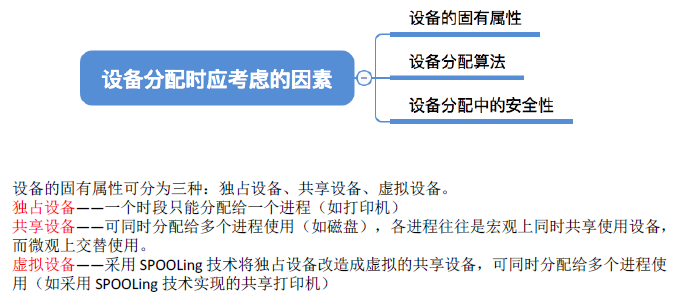 设备分配时应考虑的因素
设备的固有属性
设备分配算法
设备分配中的安全性
设备的固有属性可分为三种：独占设备、共享设备、虚拟设备。
独占设备——一个时段只能分配给一个进程（如打印机）
共享设备——可同时分配给多个进程使用（如磁盘），各进程往往是宏观上同时共享使用设备，
而微观上交替使用。
虚拟设备——采用 SPOOLing 技术将独占设备改造成虚拟的共享设备，可同时分配给多个进程使
用（如采用 SPOOLing 技术实现的共享打印机）